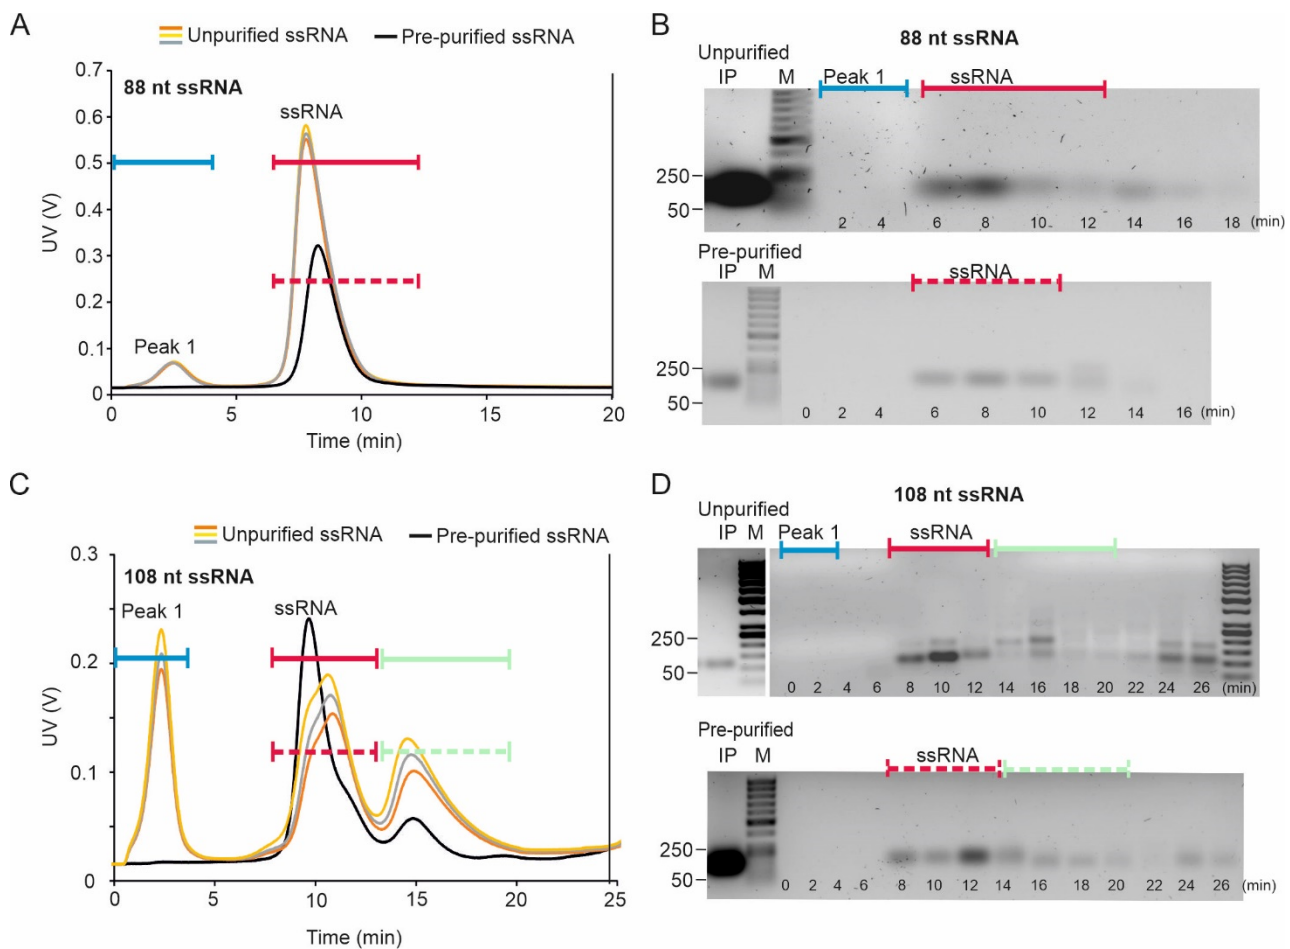 A
Unpurified ssRNA
Pre-purified ssRNA
0.7
88 nt ssRNA
0.6
ssRNA
0.5
0.4
UV (V)
0.3
0.2
Peak 1
0.1
0
0 5 10 15 20
Time (min)
B
88 nt ssRNA
Unpurified
IP M Peak 1 ssRNA
250
50
2 4 6 8 10 12 14 16 18 (min)
Pre-purified
IP M ssRNA
250
50
0 2 4 6 8 10 12 14 16 (min)
C
Unpurified ssRNA
Pre-purified ssRNA
0.3
108 nt ssRNA
Peak 1 ssRNA
0.2
UV (V)
0.1
0
0 5 10 15 20 25
Time (min)
D
108 nt ssRNA
Unpurified
IP M Peak 1 ssRNA
250
50
0 2 4 6 8 10 12 14 16 18 20 22 24 26 (min)
Pre-purified
IP M ssRNA
250
50
0 2 4 6 8 10 12 14 16 18 20 22 24 26 (min)